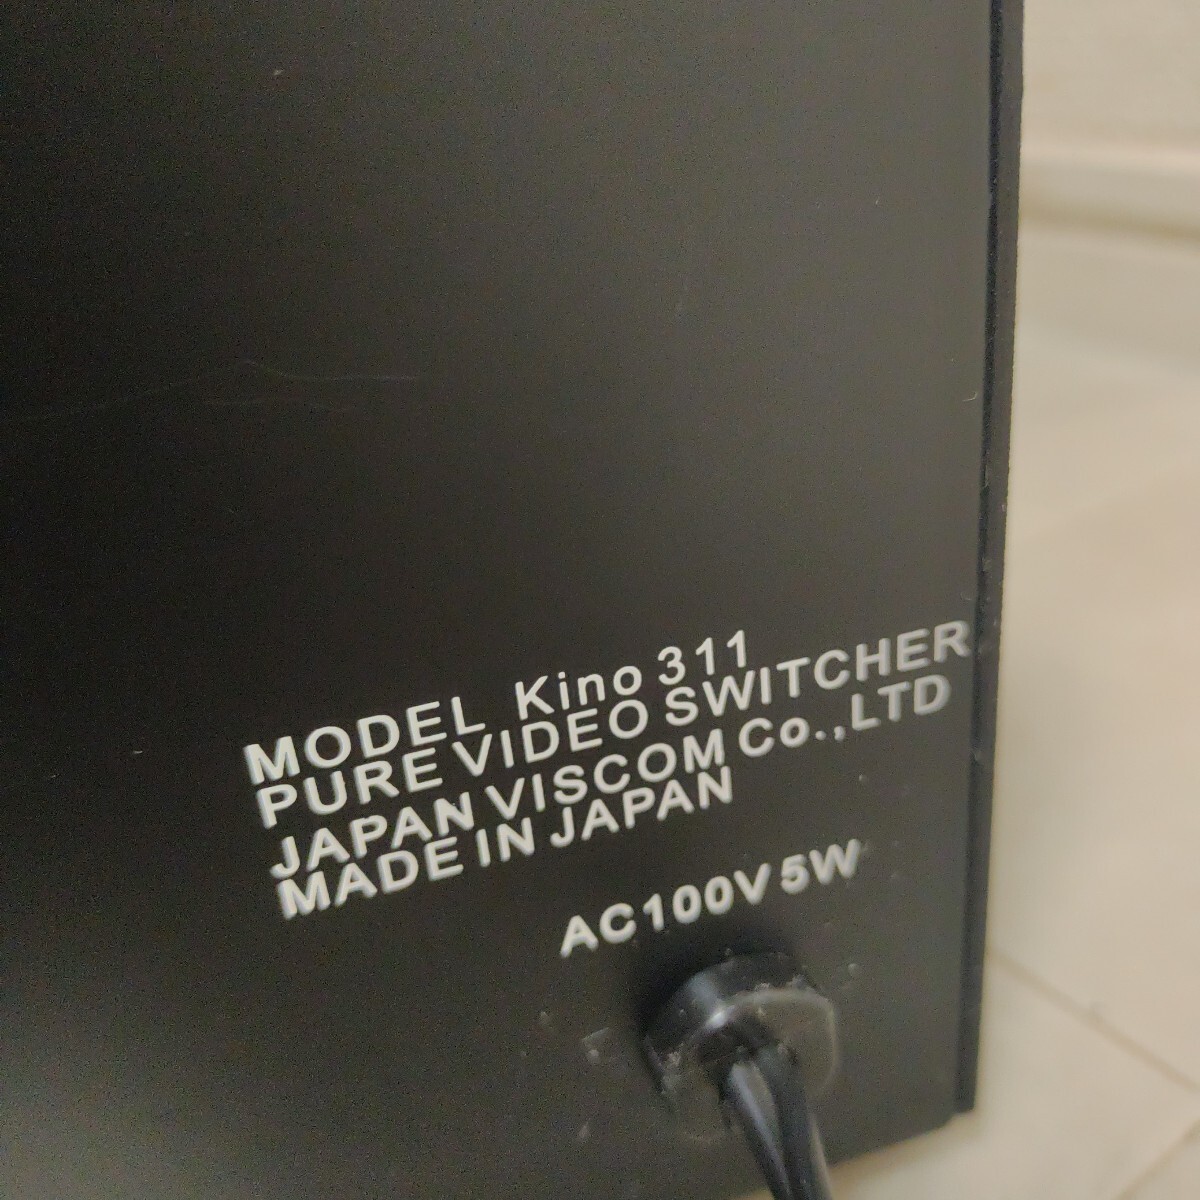 MODEL Kino 311
PURE VIDEO SWITCHER
JAPAN VISCOM Co.,LTD
MADE IN JAPAN
AC100V 5W